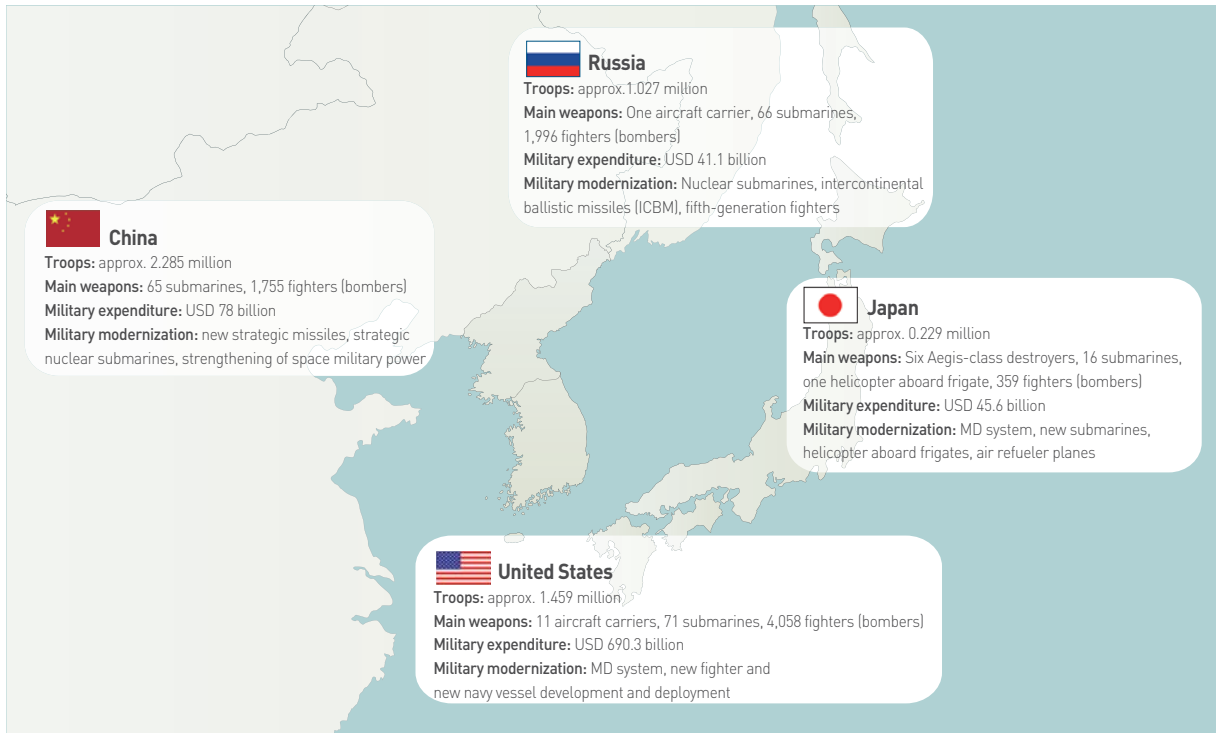 Russia
Troops: approx.1.027 million
Main weapons: One aircraft carrier, 66 submarines,
1,996 fighters (bombers)
Military expenditure: USD 41.1 billion
Military modernization: Nuclear submarines, intercontinental
ballistic missiles (ICBM), fifth-generation fighters
China
Troops: approx. 2.285 million
Main weapons: 65 submarines, 1,755 fighters (bombers)
Military expenditure: USD 78 billion
Military modernization: new strategic missiles, strategic
nuclear submarines, strengthening of space military power
Japan
Troops: approx. 0.229 million
Main weapons: Six Aegis-class destroyers, 16 submarines,
one helicopter aboard frigate, 359 fighters (bombers)
Military expenditure: USD 45.6 billion
Military modernization: MD system, new submarines,
helicopter aboard frigates, air refueler planes
United States
Troops: approx. 1.459 million
Main weapons: 11 aircraft carriers, 71 submarines, 4,058 fighters (bombers)
Military expenditure: USD 690.3 billion
Military modernization: MD system, new fighter and
new navy vessel development and deployment